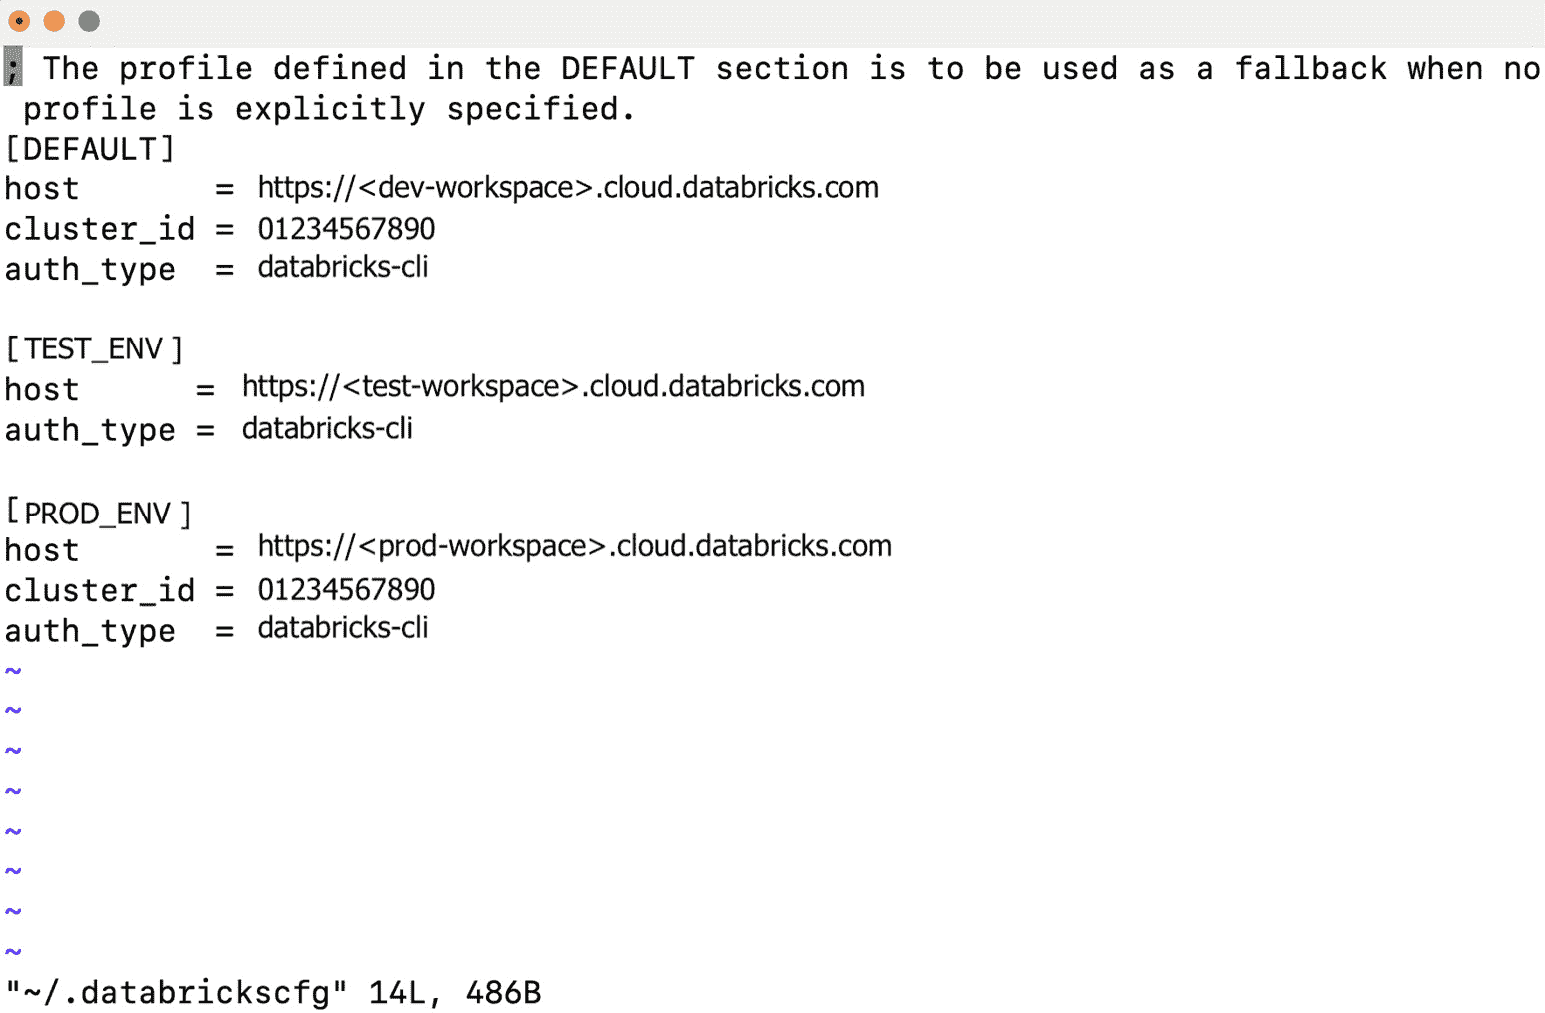 ; The profile defined in the DEFAULT section is to be used as a fallback when no
profile is explicitly specified.
[DEFAULT]
host = https://<dev-workspace>.cloud.databricks.com
cluster_id = 01234567890
auth_type = databricks-cli
[TEST_ENV ]
host = https://<test-workspace>.cloud.databricks.com
auth_type = databricks-cli
[PROD_ENV ]
host = https://<prod-workspace>.cloud.databricks.com
cluster_id = 01234567890
auth_type = databricks-cli
~
~
~
~
~
~
~
~
"~/.databrickscfg" 14L, 486B